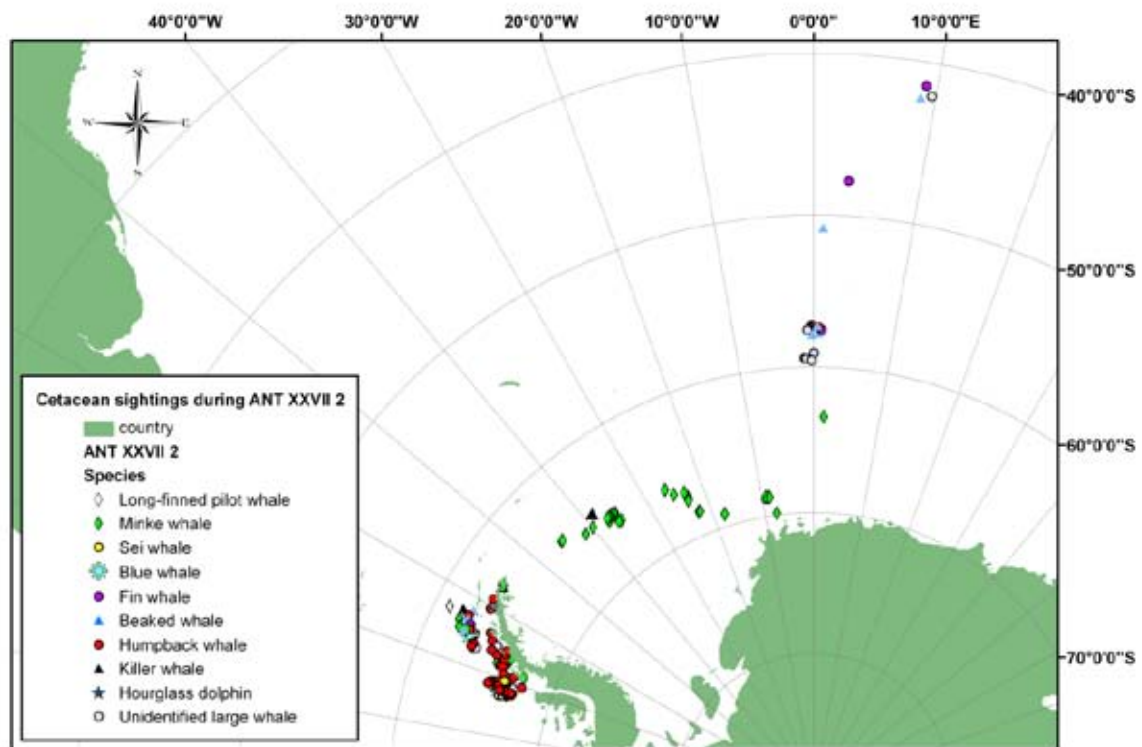 40°0'0"W 30°0'0"W 20°0'0"W 10°0'0"W 0°0'0" 10°0'0"E
N
W E
S
40°0'0"S
50°0'0"S
60°0'0"S
70°0'0"S
Cetacean sightings during ANT XXVII 2
country
ANT XXVII 2
Species
Long-finned pilot whale
Minke whale
Sei whale
Blue whale
Fin whale
Beaked whale
Humpback whale
Killer whale
Hourglass dolphin
Unidentified large whale